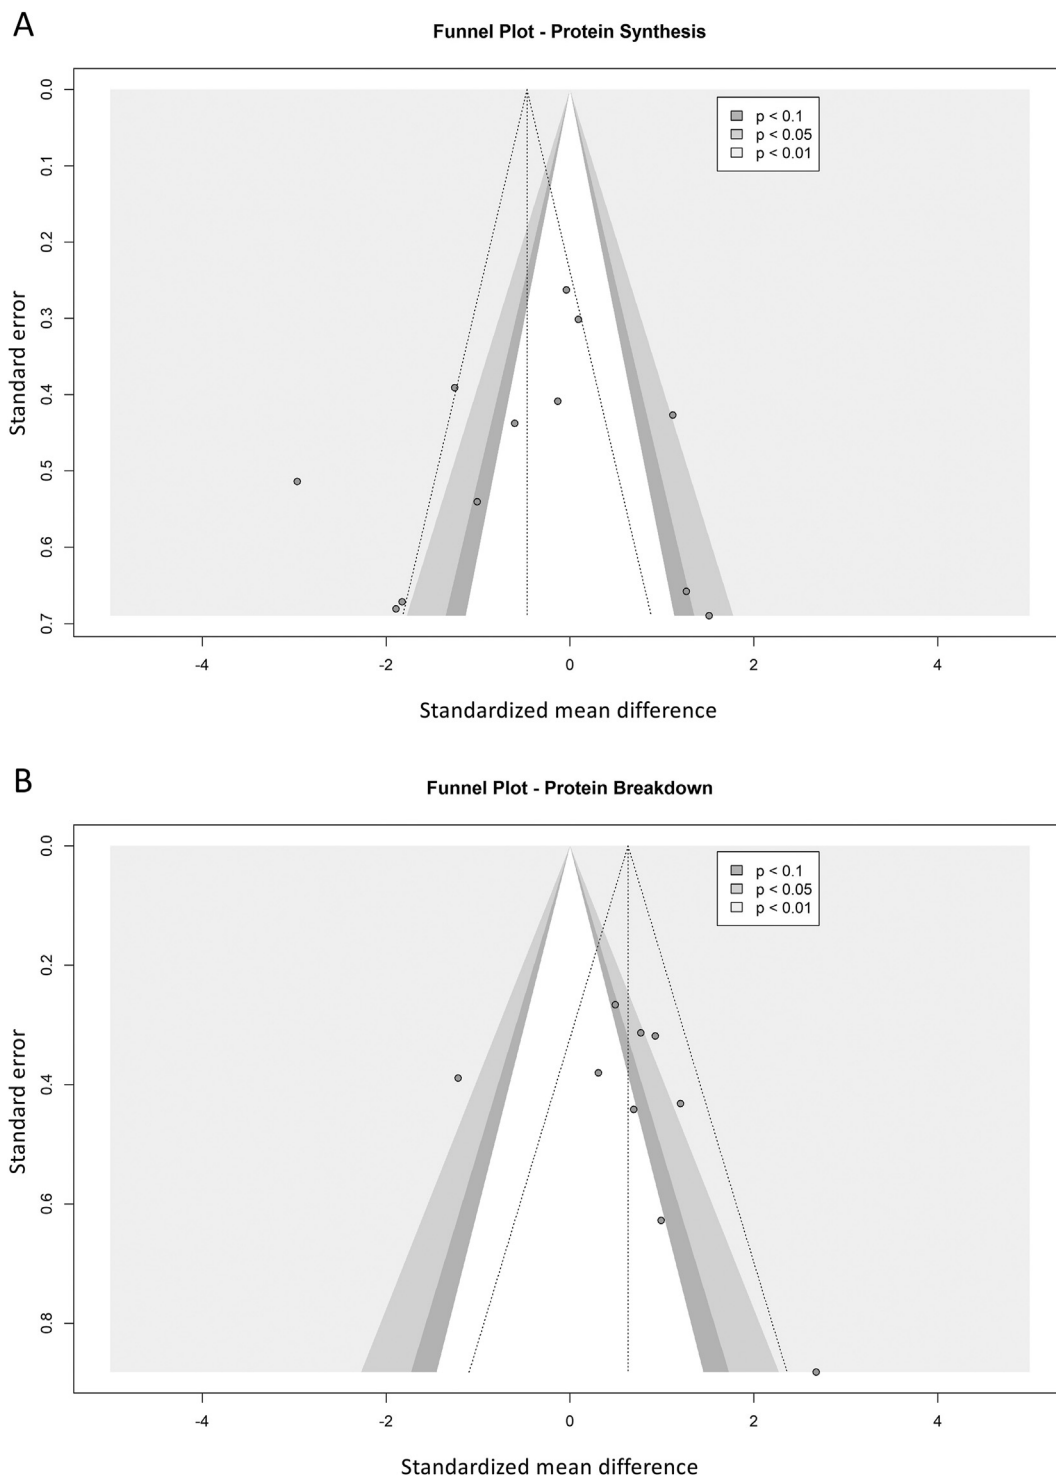 A
Funnel Plot - Protein Synthesis
0.0
0.1
0.2
0.3
0.4
0.5
0.6
0.7
Standard error
p < 0.1
p < 0.05
p < 0.01
-4 -2 0 2 4
Standardized mean difference
B
Funnel Plot - Protein Breakdown
0.0
0.2
0.4
0.6
0.8
Standard error
p < 0.1
p < 0.05
p < 0.01
-4 -2 0 2 4
Standardized mean difference